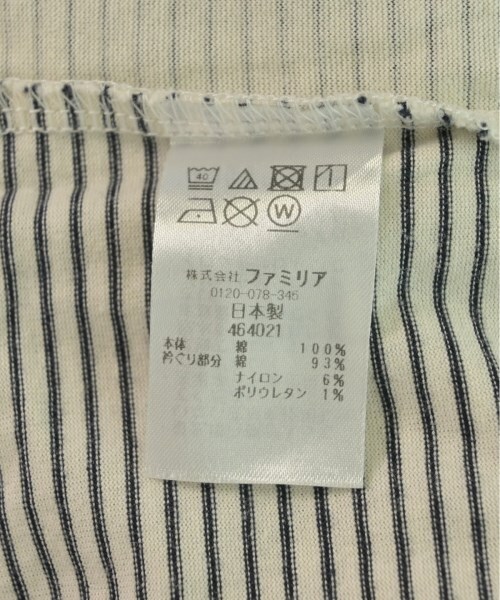 40
W
株式会社 ファミリア
0120-078-345
日本製
464021
本体 綿 100%
衿ぐり部分 綿 93%
ナイロン 6%
ポリウレタン 1%